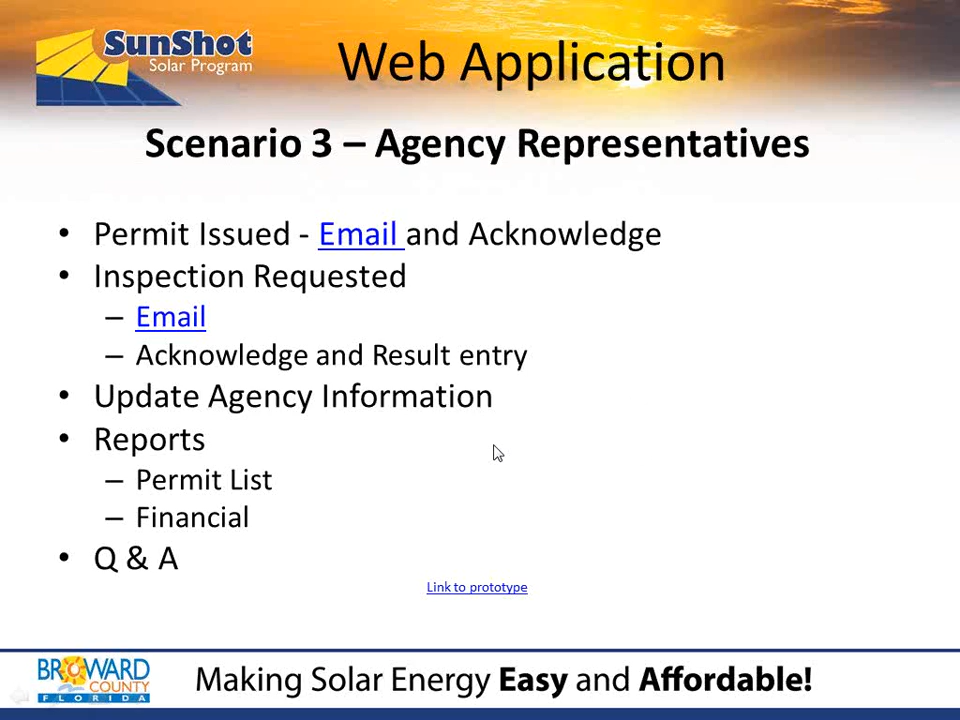 SunShot
Solar Program
Web Application
Scenario 3 – Agency Representatives
• Permit Issued - Email and Acknowledge
• Inspection Requested
– Email
– Acknowledge and Result entry
• Update Agency Information
• Reports
– Permit List
– Financial
• Q & A
Link to prototype
BROWARD
COUNTY
FLORIDA
Making Solar Energy Easy and Affordable!